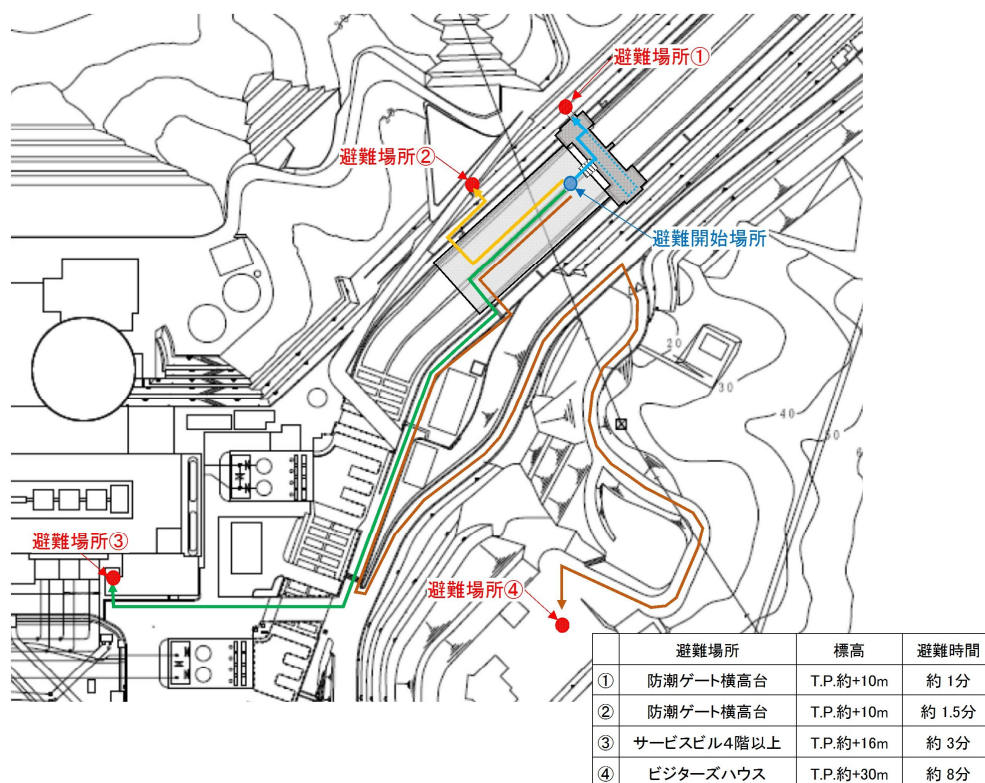 避難場所①
避難場所②
避難開始場所
20
30
40
50
避難場所③
避難場所④
避難場所 標高 避難時間
① 防潮ゲート横高台 T.P.約+10m 約 1分
② 防潮ゲート横高台 T.P.約+10m 約 1.5分
③ サービスビル4階以上 T.P.約+16m 約 3分
④ ビジターズハウス T.P.約+30m 約 8分